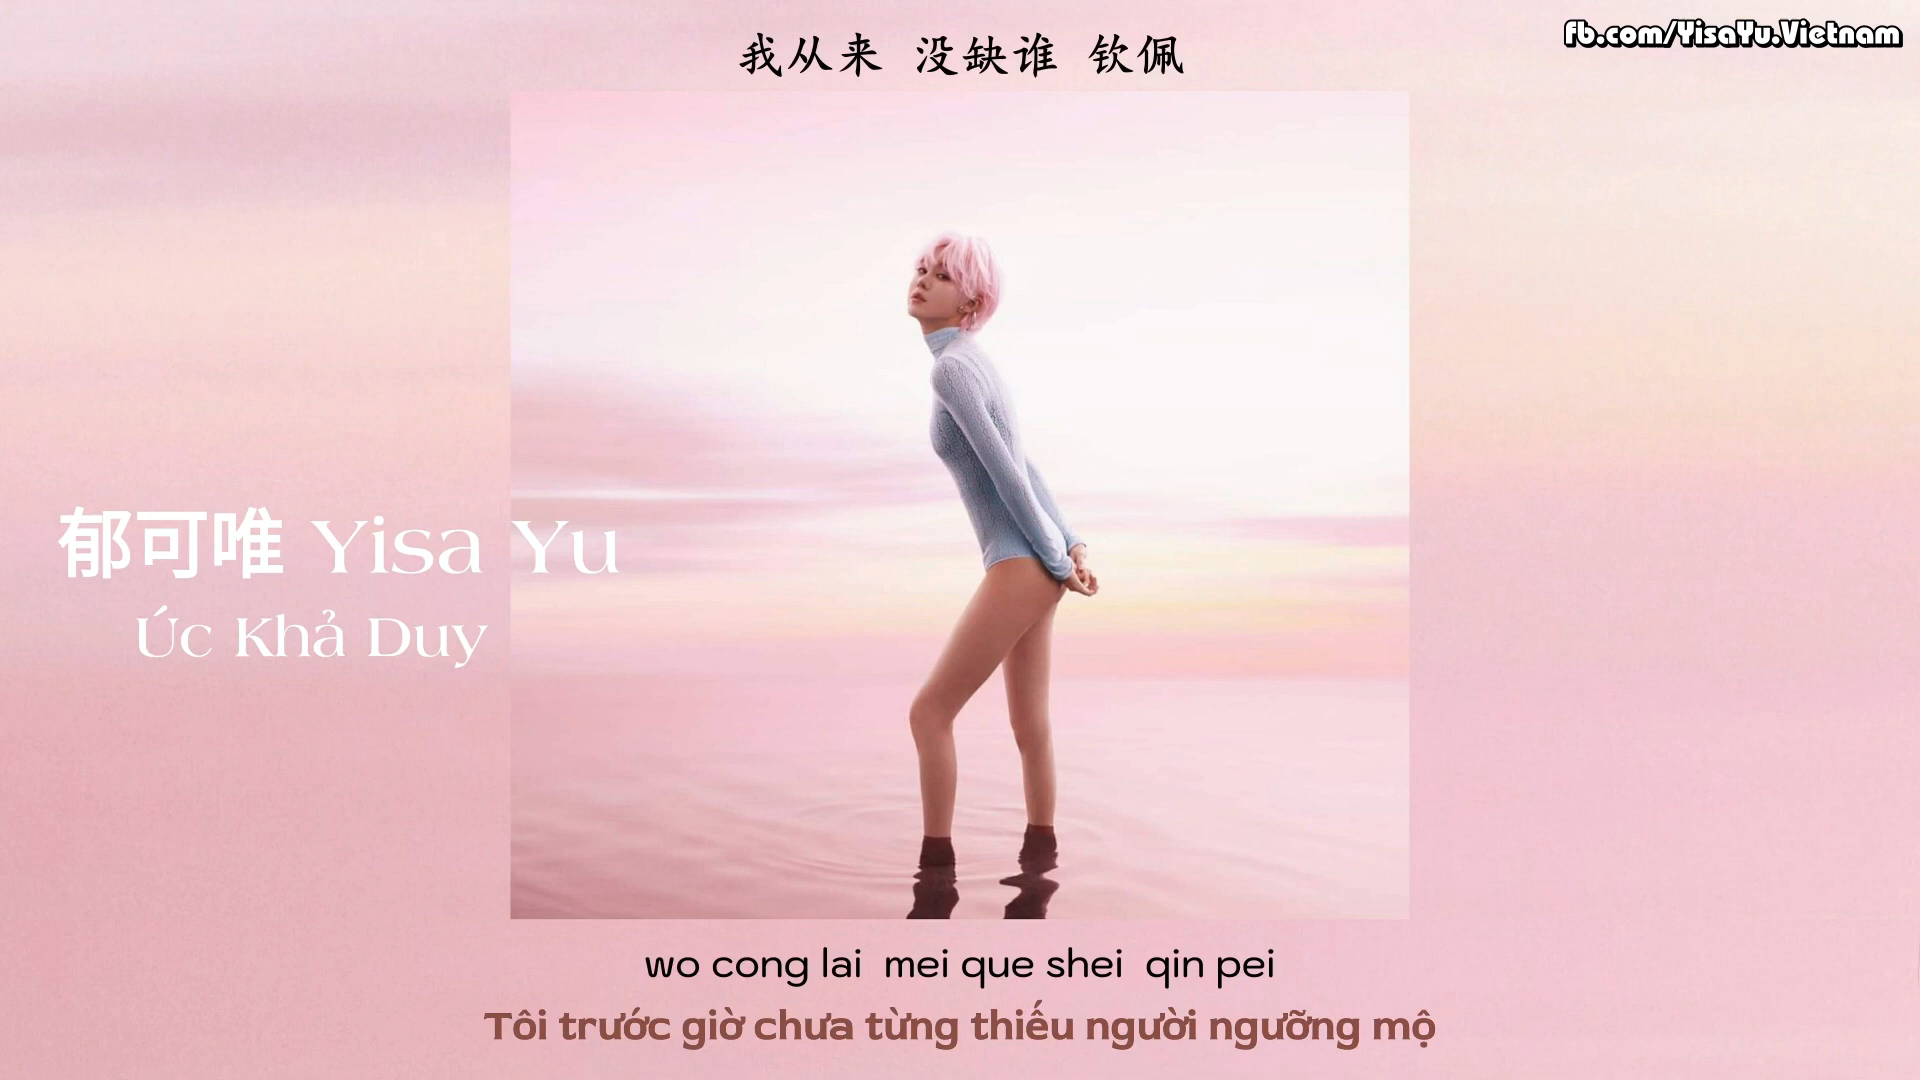 fb.com/YisaYu.Vietnam
我从来 没缺谁 钦佩
郁可唯 Yisa Yu
Úc Khả Duy
wo cong lai mei que shei qin pei
Tôi trước giờ chưa từng thiếu người ngưỡng mộ